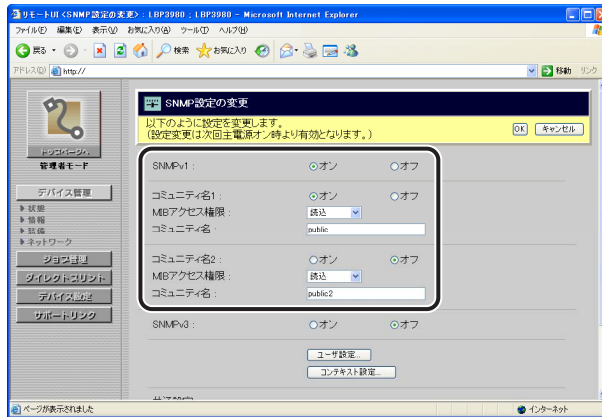 リモートUI<SNMP設定の変更> : LBP3980 ; LBP3980 - Microsoft Internet Explorer
ファイル(F) 編集(E) 表示(V) お気に入り(A) ツール(T) ヘルプ(H)
戻る 検索 お気に入り
アドレス(D) http:// 移動 リンク
SNMP設定の変更
以下のように設定を変更します。
(設定変更は次回主電源オン時より有効となります。)
OK キャンセル
トップページへ
管理者モード
デバイス管理
状態
情報
装備
ネットワーク
ジョブ管理
ダイレクトプリント
デバイス設定
サポートリンク
SNMPv1 : オン オフ
コミュニティ名1 : オン オフ
MIBアクセス権限 : 読込
コミュニティ名 : public
コミュニティ名2 : オン オフ
MIBアクセス権限 : 読込
コミュニティ名 : public2
SNMPv3 : オン オフ
ユーザ設定...
コンテキスト設定...
ページが表示されました インターネット